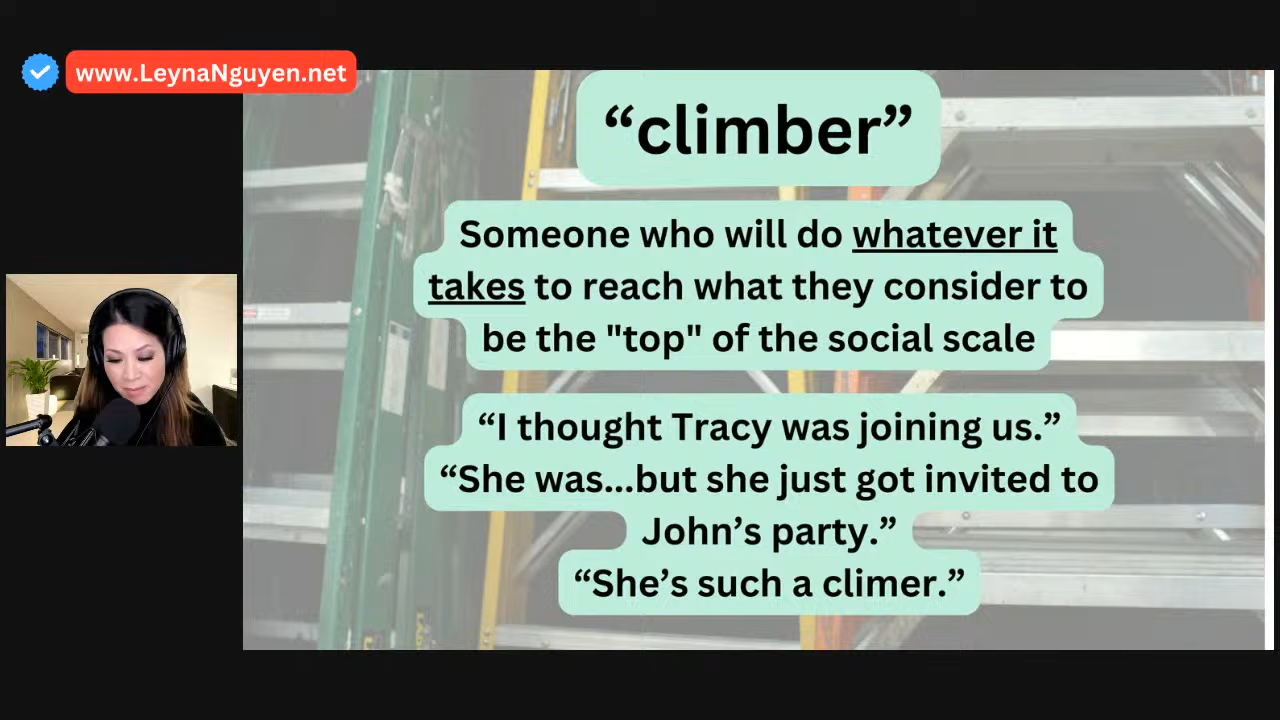 www.LeynaNguyen.net
“climber”
Someone who will do whatever it
takes to reach what they consider to
be the "top" of the social scale
“I thought Tracy was joining us.”
“She was...but she just got invited to
John’s party.”
“She’s such a climer.”